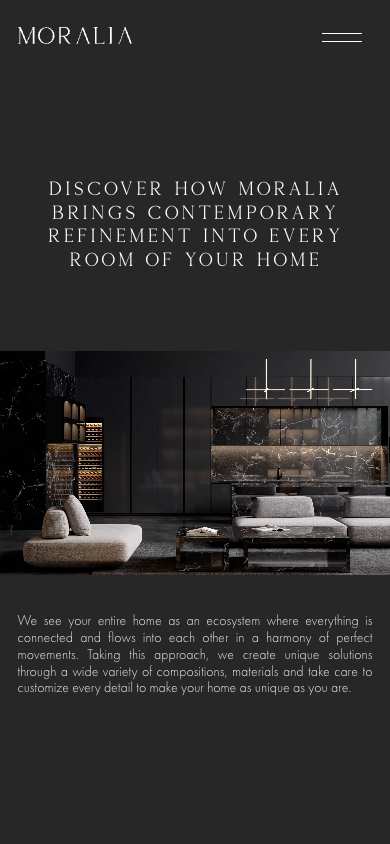 MORALIA
DISCOVER HOW MORALIA
BRINGS CONTEMPORARY
REFINEMENT INTO EVERY
ROOM OF YOUR HOME
We see your entire home as an ecosystem where everything is
connected and flows into each other in a harmony of perfect
movements. Taking this approach, we create unique solutions
through a wide variety of compositions, materials and take care to
customize every detail to make your home as unique as you are.